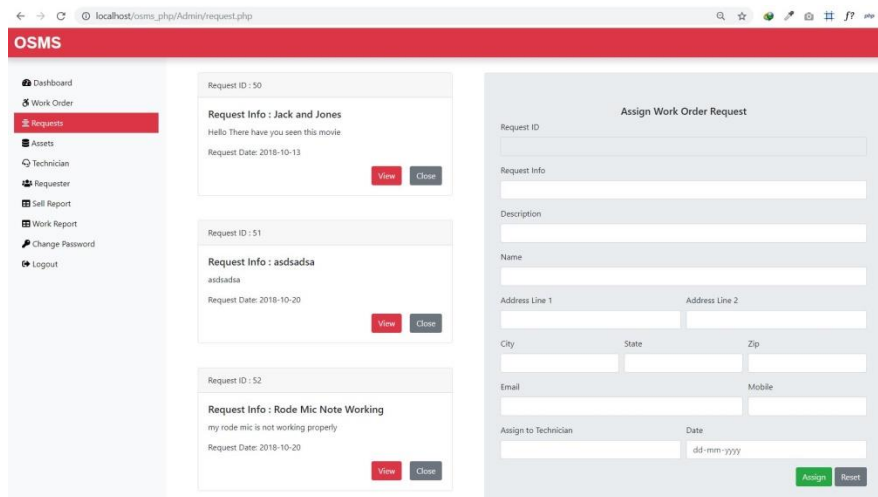 localhost/osms_php/Admin/request.php
f?
php
OSMS
Dashboard
Work Order
Requests
Assets
Technician
Requester
Sell Report
Work Report
Change Password
Logout
Request ID : 50
Request Info : Jack and Jones
Hello There have you seen this movie
Request Date: 2018-10-13
View Close
Request ID : 51
Request Info : asdsadsa
asdsadsa
Request Date: 2018-10-20
View Close
Request ID : 52
Request Info : Rode Mic Note Working
my rode mic is not working properly
Request Date: 2018-10-20
View Close
Assign Work Order Request
Request ID
Request Info
Description
Name
Address Line 1 Address Line 2
City State Zip
Email Mobile
Assign to Technician Date
dd-mm-yyyy
Assign Reset